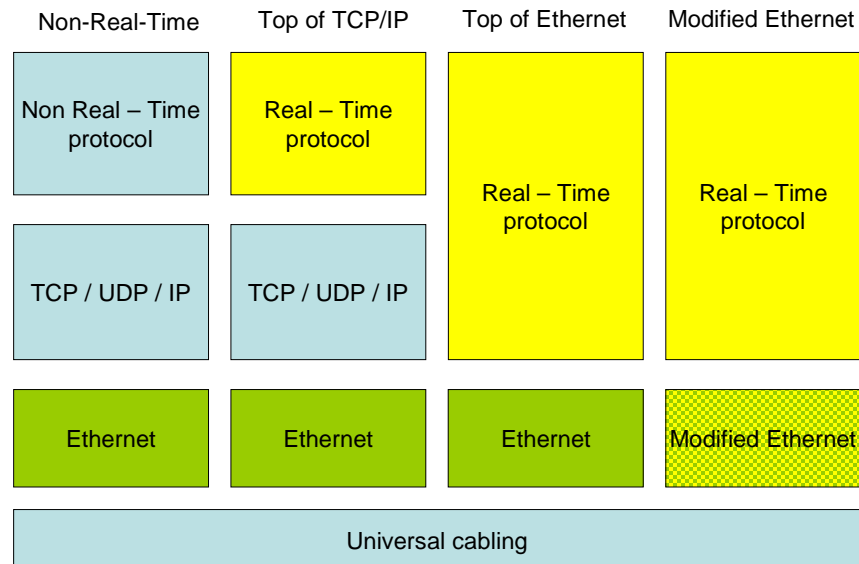 Non-Real-Time
Top of TCP/IP
Top of Ethernet
Modified Ethernet
Non Real – Time
protocol
Real – Time
protocol
Real – Time
protocol
Real – Time
protocol
TCP / UDP / IP
TCP / UDP / IP
Ethernet
Ethernet
Ethernet
Modified Ethernet
Universal cabling